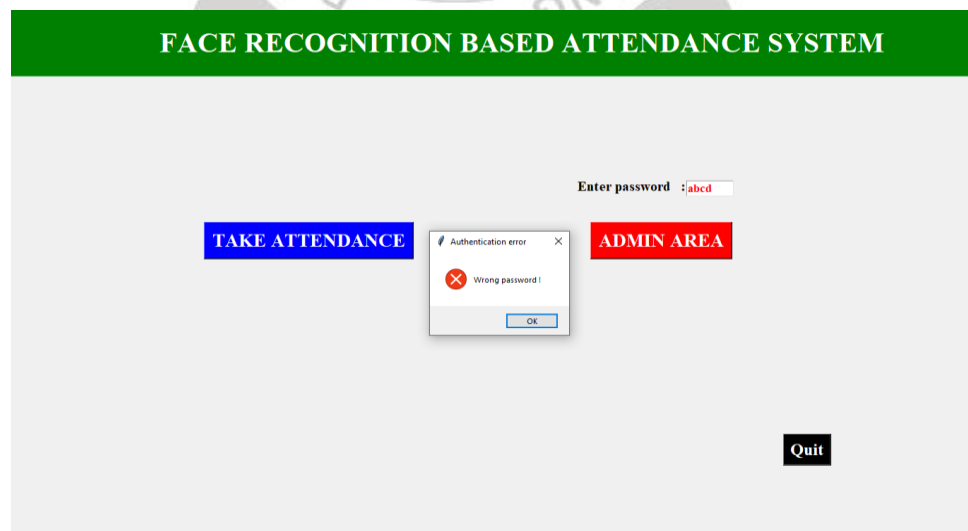 FACE RECOGNITION BASED ATTENDANCE SYSTEM
Enter password :abcd
TAKE ATTENDANCE
Authentication error
Wrong password !
OK
ADMIN AREA
Quit